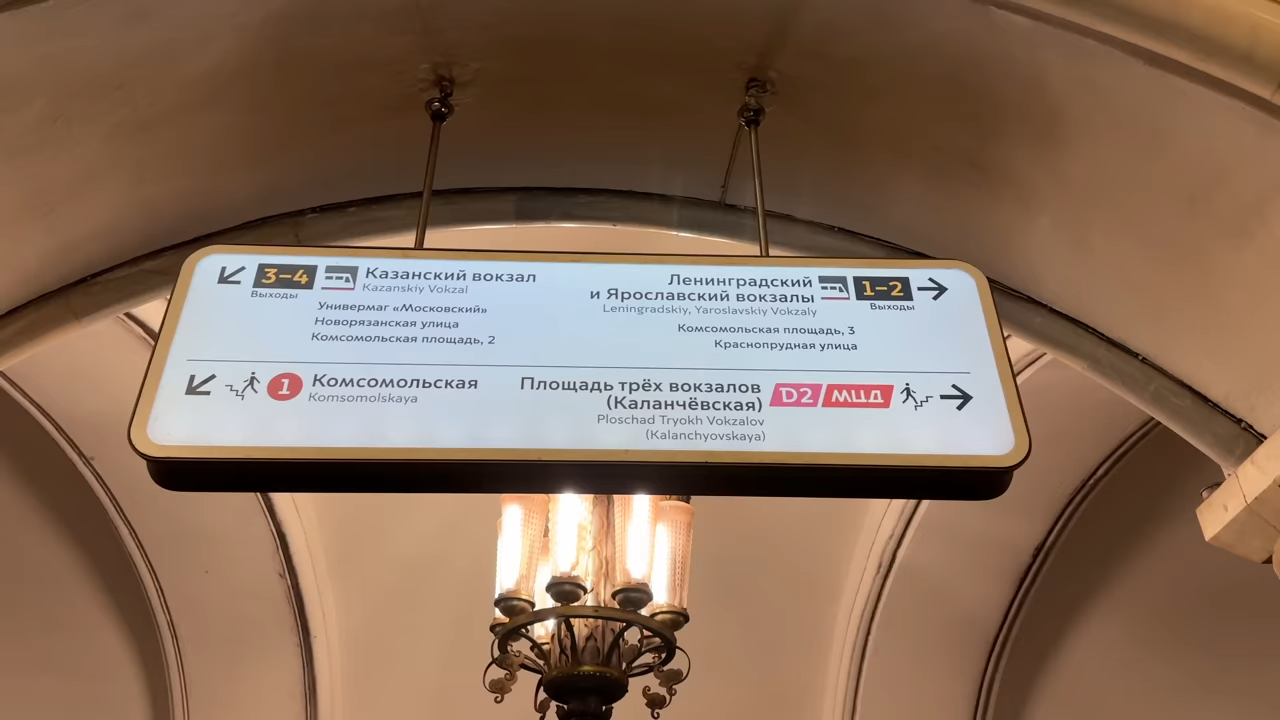 3-4
Выходы
Казанский вокзал
Kazanskiy Vokzal
Универмаг «Московский»
Новорязанская улица
Комсомольская площадь, 2
Ленинградский
и Ярославский вокзалы
Leningradskiy, Yaroslavskiy Vokzaly
1-2
Выходы
Комсомольская площадь, 3
Краснопрудная улица
1
Комсомольская
Komsomolskaya
Площадь трёх вокзалов
(Каланчёвская)
Ploschad Tryokh Vokzalov
(Kalanchyovskaya)
D2 МЦД